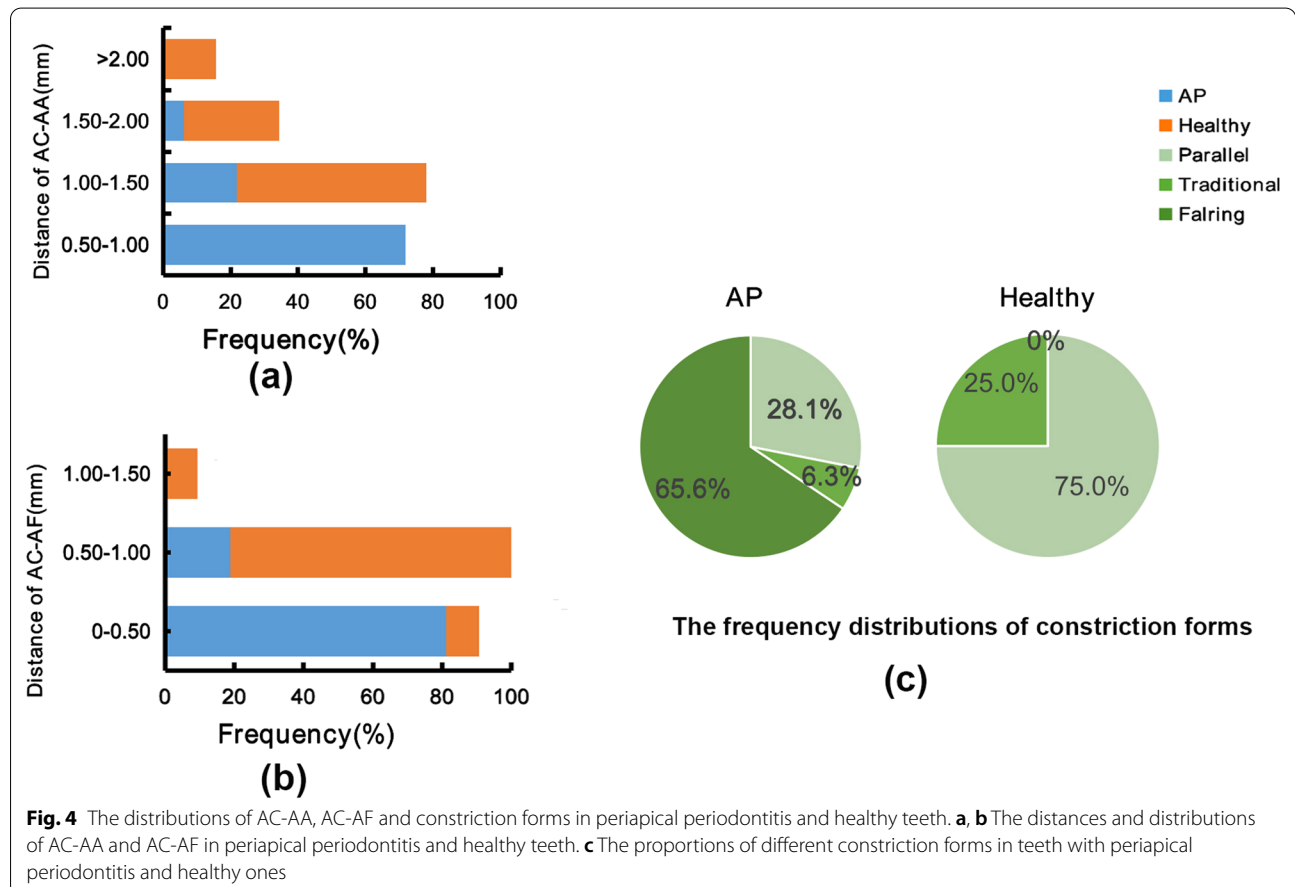 Distance of AC-AA(mm)
>2.00
1.50-2.00
1.00-1.50
0.50-1.00
0 20 40 60 80 100
Frequency(%)
(a)
Distance of AC-AF(mm)
1.00-1.50
0.50-1.00
0-0.50
0 20 40 60 80 100
Frequency(%)
(b)
AP
Healthy
Parallel
Traditional
Falring
AP
28.1%
6.3%
65.6%
Healthy
0%
25.0%
75.0%
The frequency distributions of constriction forms
(c)
Fig. 4 The distributions of AC-AA, AC-AF and constriction forms in periapical periodontitis and healthy teeth. a, b The distances and distributions
of AC-AA and AC-AF in periapical periodontitis and healthy teeth. c The proportions of different constriction forms in teeth with periapical
periodontitis and healthy ones